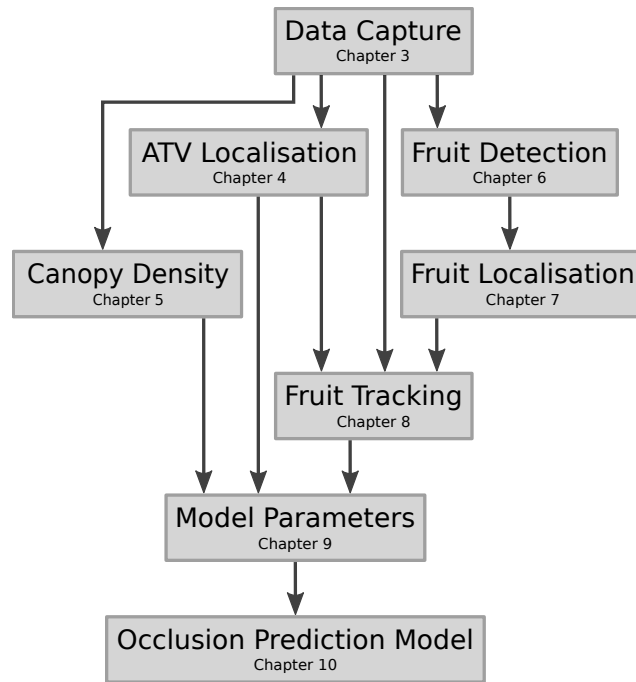 Data Capture
Chapter 3
ATV Localisation
Chapter 4
Fruit Detection
Chapter 6
Canopy Density
Chapter 5
Fruit Localisation
Chapter 7
Fruit Tracking
Chapter 8
Model Parameters
Chapter 9
Occlusion Prediction Model
Chapter 10